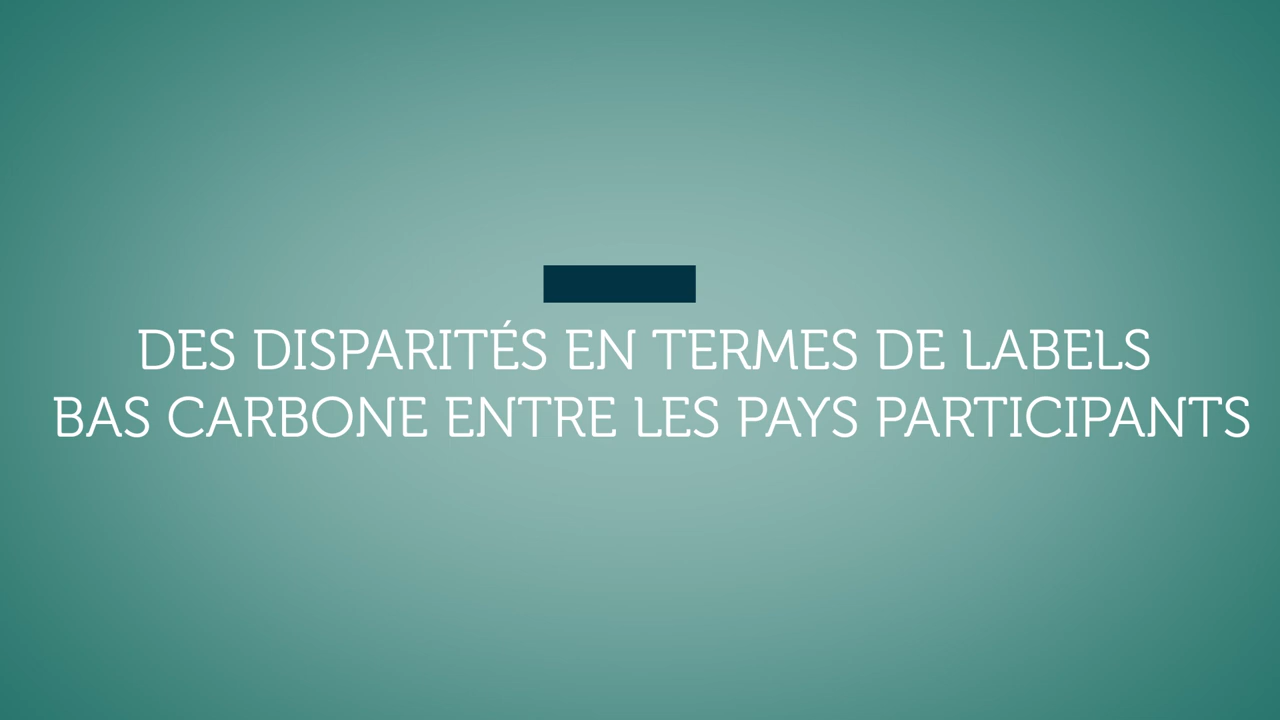 DES DISPARITÉS EN TERMES DE LABELS
BAS CARBONE ENTRE LES PAYS PARTICIPANTS